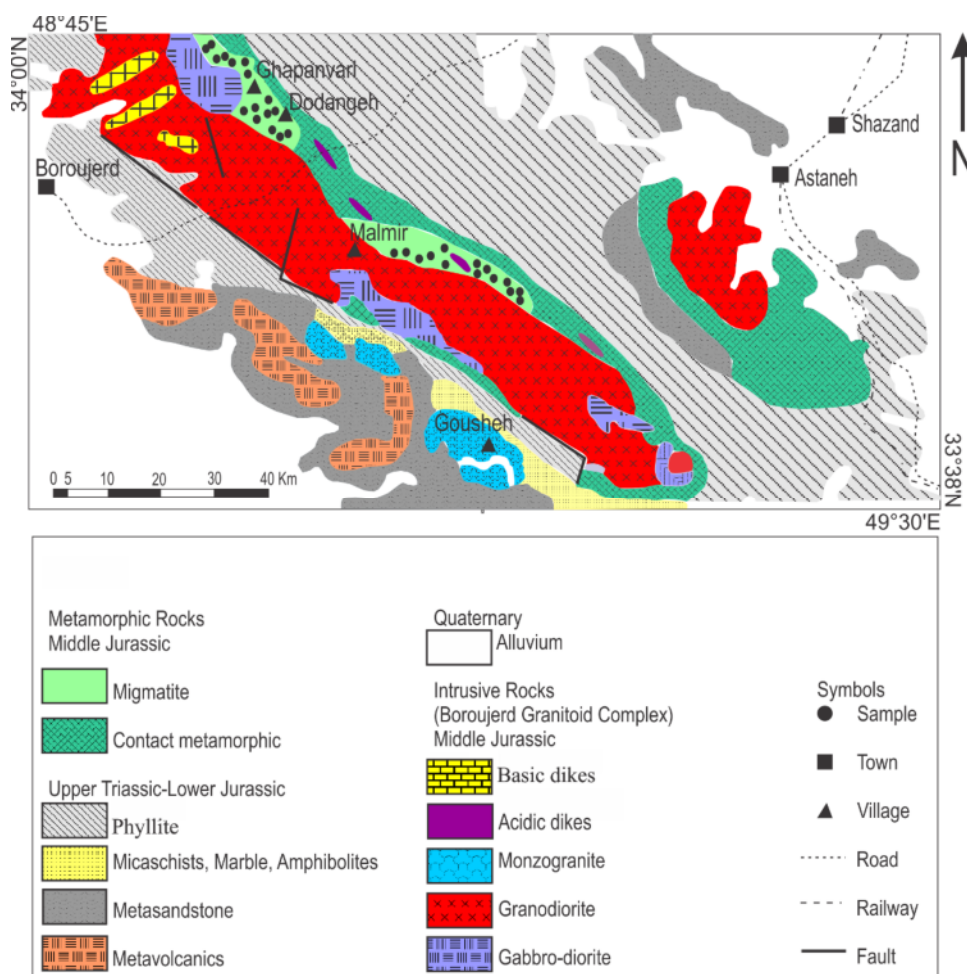 48°45'E
34°00'N
Ghapanvari
Dodangeh
Shazand
N
Boroujerd
Astaneh
Malmir
Gousheh
0 5 10 20 30 40 Km
33°38'N
49°30'E
Metamorphic Rocks
Middle Jurassic
Migmatite
Contact metamorphic
Upper Triassic-Lower Jurassic
Phyllite
Micaschists, Marble, Amphibolites
Metasandstone
Metavolcanics
Quaternary
Alluvium
Intrusive Rocks
(Boroujerd Granitoid Complex)
Middle Jurassic
Basic dikes
Acidic dikes
Monzogranite
Granodiorite
Gabbro-diorite
Symbols
Sample
Town
Village
Road
Railway
Fault